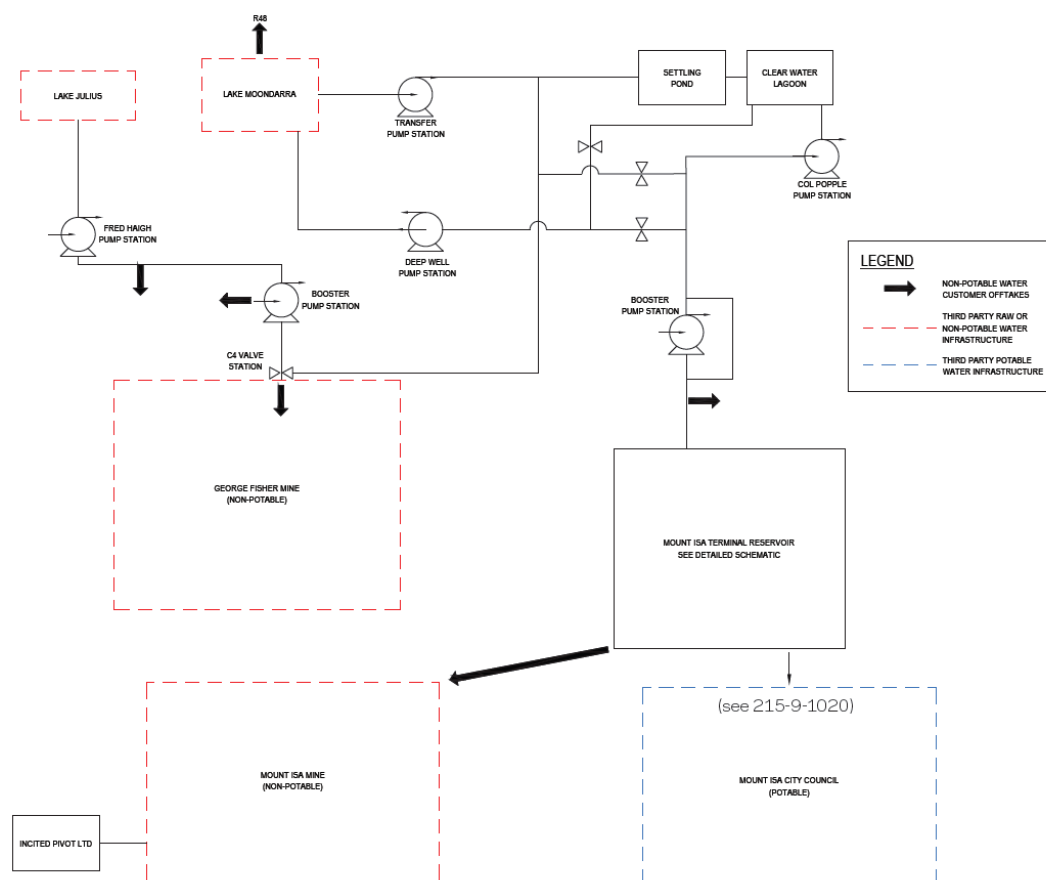 R48
LAKE JULIUS
LAKE MOONDARRA
TRANSFER
PUMP STATION
SETTLING
POND
CLEAR WATER
LAGOON
COL POPPLE
PUMP STATION
FRED HAIGH
PUMP STATION
DEEP WELL
PUMP STATION
BOOSTER
PUMP STATION
BOOSTER
PUMP STATION
C4 VALVE
STATION
LEGEND
NON-POTABLE WATER
CUSTOMER OFFTAKES
THIRD PARTY RAW OR
NON-POTABLE WATER
INFRASTRUCTURE
THIRD PARTY POTABLE
WATER INFRASTRUCTURE
GEORGE FISHER MINE
(NON-POTABLE)
MOUNT ISA TERMINAL RESERVOIR
SEE DETAILED SCHEMATIC
(see 215-9-1020)
MOUNT ISA MINE
(NON-POTABLE)
MOUNT ISA CITY COUNCIL
(POTABLE)
INCITED PIVOT LTD